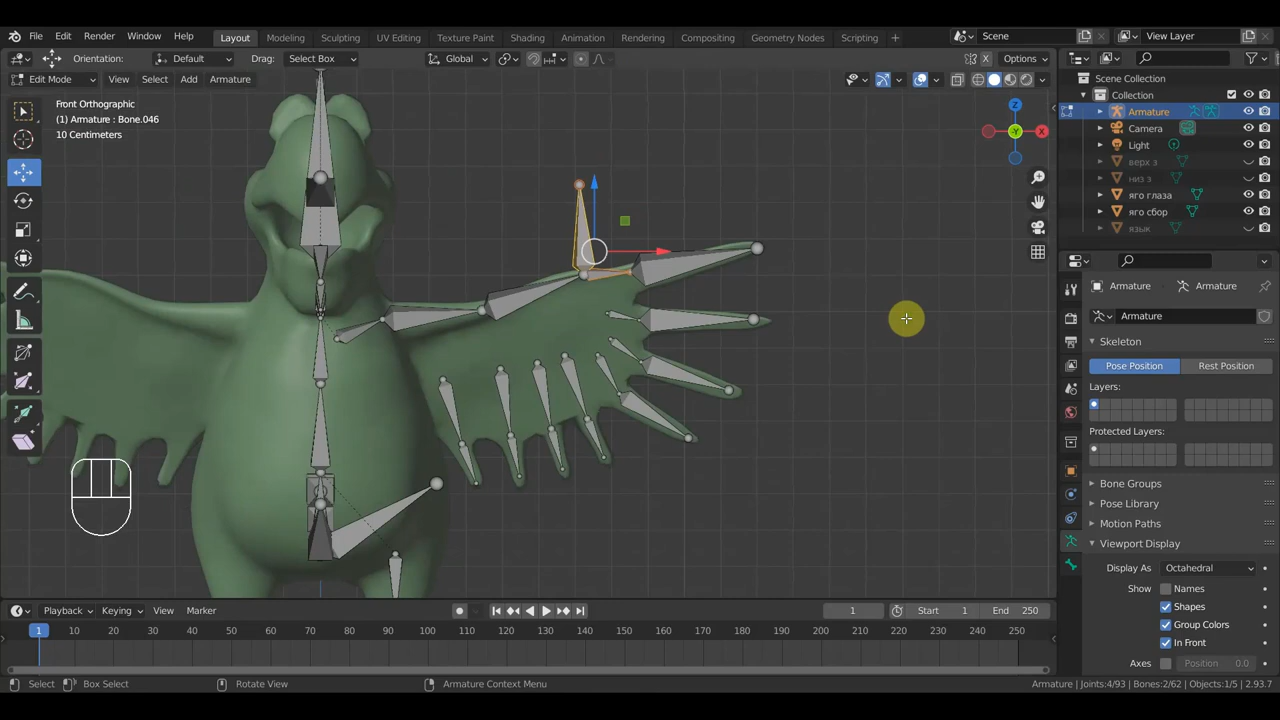 File Edit Render Window Help Layout Modeling Sculpting UV Editing Texture Paint Shading Animation Rendering Compositing Geometry Nodes Scripting + Scene View Layer
Orientation: Default Drag: Select Box Global Options
Edit Mode View Select Add Armature
Front Orthographic
(1) Armature : Bone.046
10 Centimeters
Z
X
-Y
Scene Collection
Collection
Armature
Camera
Light
верх з
низ з
яго глаза
яго сбор
язык
Armature Armature
Armature
Skeleton
Pose Position Rest Position
Layers:
Protected Layers:
Bone Groups
Pose Library
Motion Paths
Viewport Display
Display As Octahedral
Show Names
Shapes
Group Colors
In Front
Axes Position 0.0
Playback Keying View Marker 1 Start 1 End 250
1 10 20 30 40 50 60 70 80 90 100 110 120 130 140 150 160 170 180 190 200 210 220 230 240 250
Select Box Select Rotate View Armature Context Menu Armature | Joints:4/93 | Bones:2/62 | Objects:1/5 | 2.93.7